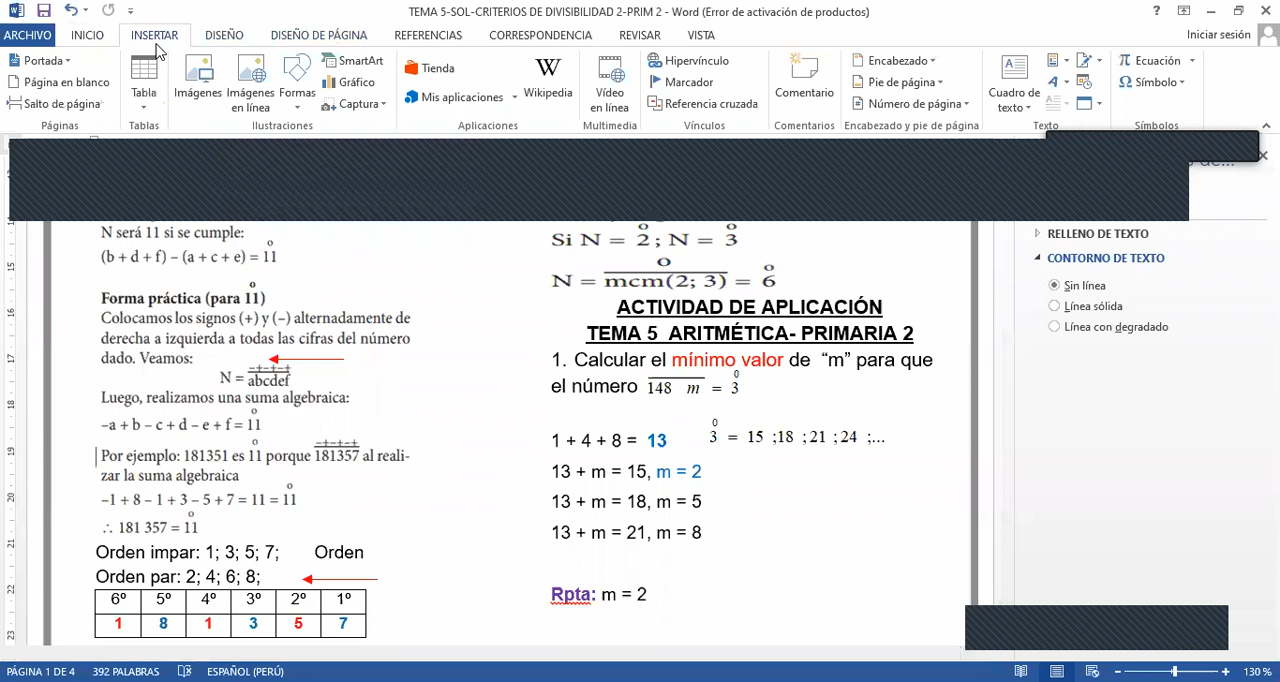 TEMA 5-SOL-CRITERIOS DE DIVISIBILIDAD 2-PRIM 2 - Word (Error de activación de productos)
ARCHIVO INICIO INSERTAR DISEÑO DISEÑO DE PÁGINA REFERENCIAS CORRESPONDENCIA REVISAR VISTA Iniciar sesión
Portada
Página en blanco
Salto de página
Páginas
Tabla
Tablas
Imágenes
Imágenes en línea
Formas
SmartArt
Gráfico
Captura
Ilustraciones
Tienda
Mis aplicaciones
W
Wikipedia
Aplicaciones
Vídeo en línea
Multimedia
Hipervínculo
Marcador
Referencia cruzada
Vínculos
Comentario
Comentarios
Encabezado
Pie de página
Número de página
Encabezado y pie de página
Cuadro de texto
Texto
Ecuación
Símbolo
Símbolos
N será 11 si se cumple:
o
(b + d + f) – (a + c + e) = 11
o
Forma práctica (para 11)
Colocamos los signos (+) y (–) alternadamente de
derecha a izquierda a todas las cifras del número
dado. Veamos:
–+–+–+
N = abcdef
Luego, realizamos una suma algebraica:
o
–a + b – c + d – e + f = 11
o –+–+–+
Por ejemplo: 181351 es 11 porque 181357 al reali-
zar la suma algebraica
o
–1 + 8 – 1 + 3 – 5 + 7 = 11 = 11
o
∴ 181 357 = 11
Orden impar: 1; 3; 5; 7; Orden
Orden par: 2; 4; 6; 8;
6º 5º 4º 3º 2º 1º
1 8 1 3 5 7
o o
Si N = 2 ; N = 3
o o
N = mcm(2; 3) = 6
ACTIVIDAD DE APLICACIÓN
TEMA 5 ARITMÉTICA- PRIMARIA 2
1. Calcular el mínimo valor de “m” para que
0
el número 148 m = 3
0
1 + 4 + 8 = 13 3 = 15 ;18 ; 21 ; 24 ;...
13 + m = 15, m = 2
13 + m = 18, m = 5
13 + m = 21, m = 8
Rpta: m = 2
RELLENO DE TEXTO
CONTORNO DE TEXTO
Sin línea
Línea sólida
Línea con degradado
15
16
17
18
19
20
21
22
23
PÁGINA 1 DE 4 392 PALABRAS ESPAÑOL (PERÚ) 130 %